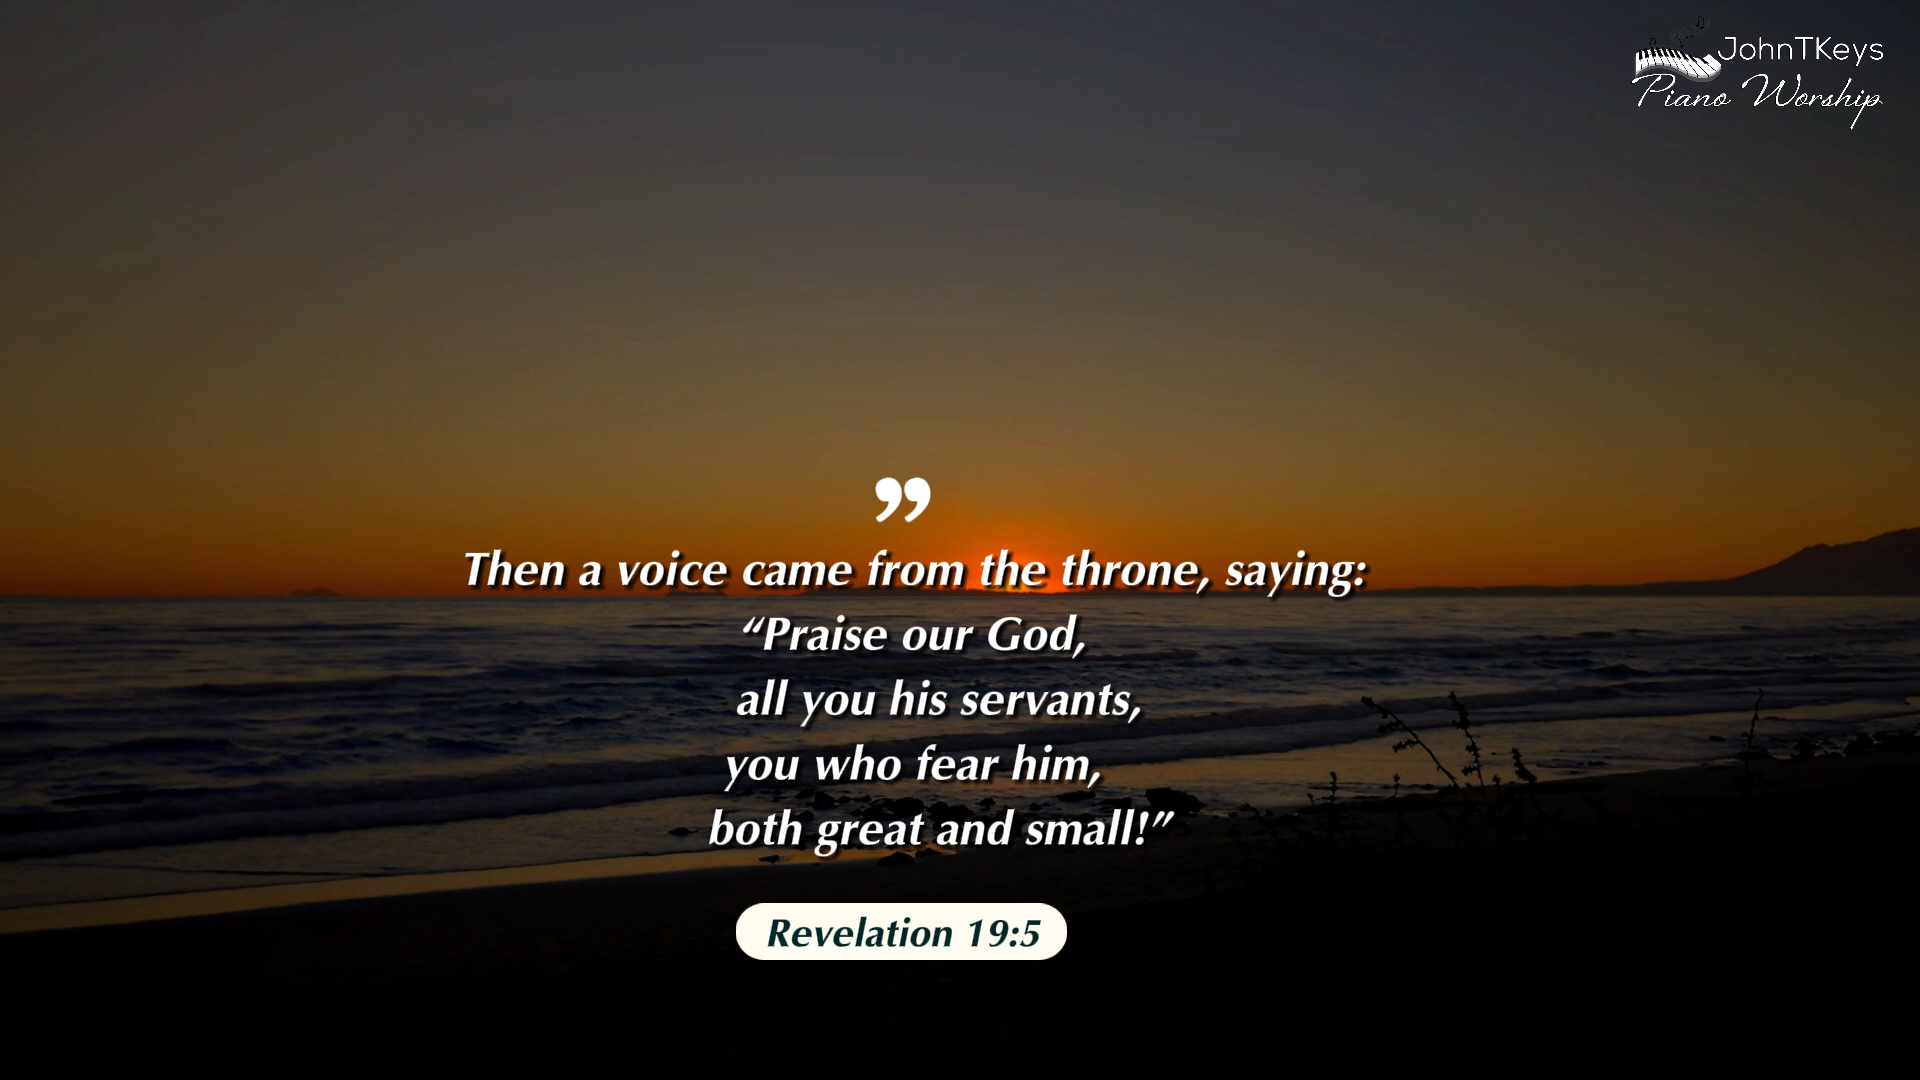 JohnTKeys
Piano Worship
”
Then a voice came from the throne, saying:
“Praise our God,
all you his servants,
you who fear him,
both great and small!”
Revelation 19:5